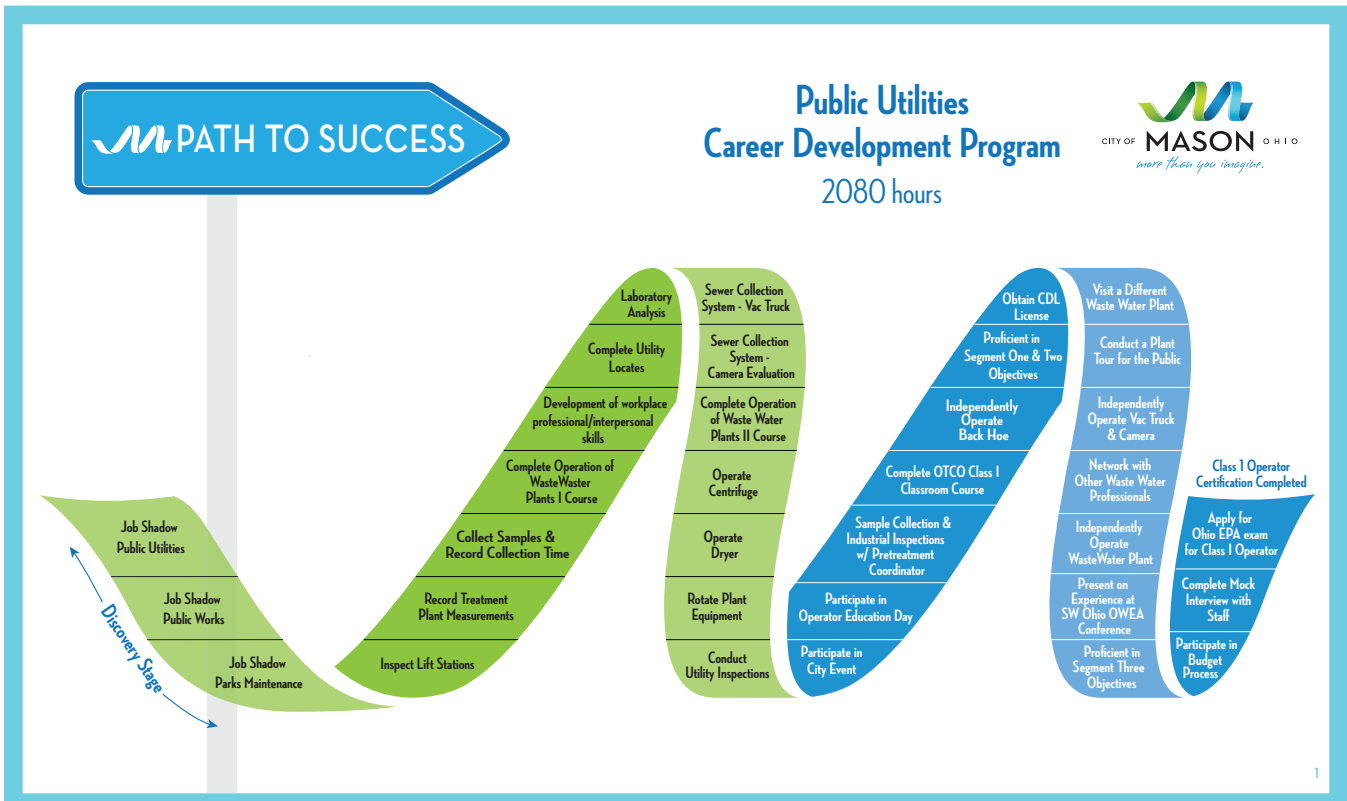 PATH TO SUCCESS
Public Utilities
Career Development Program
2080 hours
CITY OF MASON OHIO
more than you imagine.
Job Shadow
Public Utilities
Job Shadow
Public Works
Job Shadow
Parks Maintenance
Discovery Stage
Laboratory
Analysis
Complete Utility
Locates
Development of workplace
professional/interpersonal
skills
Complete Operation of
WasteWaster
Plants I Course
Collect Samples &
Record Collection Time
Record Treatment
Plant Measurements
Inspect Lift Stations
Sewer Collection
System - Vac Truck
Sewer Collection
System -
Camera Evaluation
Complete Operation
of Waste Water
Plants II Course
Operate
Centrifuge
Operate
Dryer
Rotate Plant
Equipment
Conduct
Utility Inspections
Obtain CDL
License
Proficient in
Segment One & Two
Objectives
Independently
Operate
Back Hoe
Complete OTCO Class I
Classroom Course
Sample Collection &
Industrial Inspections
w/ Pretreatment
Coordinator
Participate in
Operator Education Day
Participate in
City Event
Visit a Different
Waste Water Plant
Conduct a Plant
Tour for the Public
Independently
Operate Vac Truck
& Camera
Network with
Other Waste Water
Professionals
Independently
Operate
WasteWater Plant
Present on
Experience at
SW Ohio OWEA
Conference
Proficient in
Segment Three
Objectives
Class 1 Operator
Certification Completed
Apply for
Ohio EPA exam
for Class I Operator
Complete Mock
Interview with
Staff
Participate in
Budget
Process
1